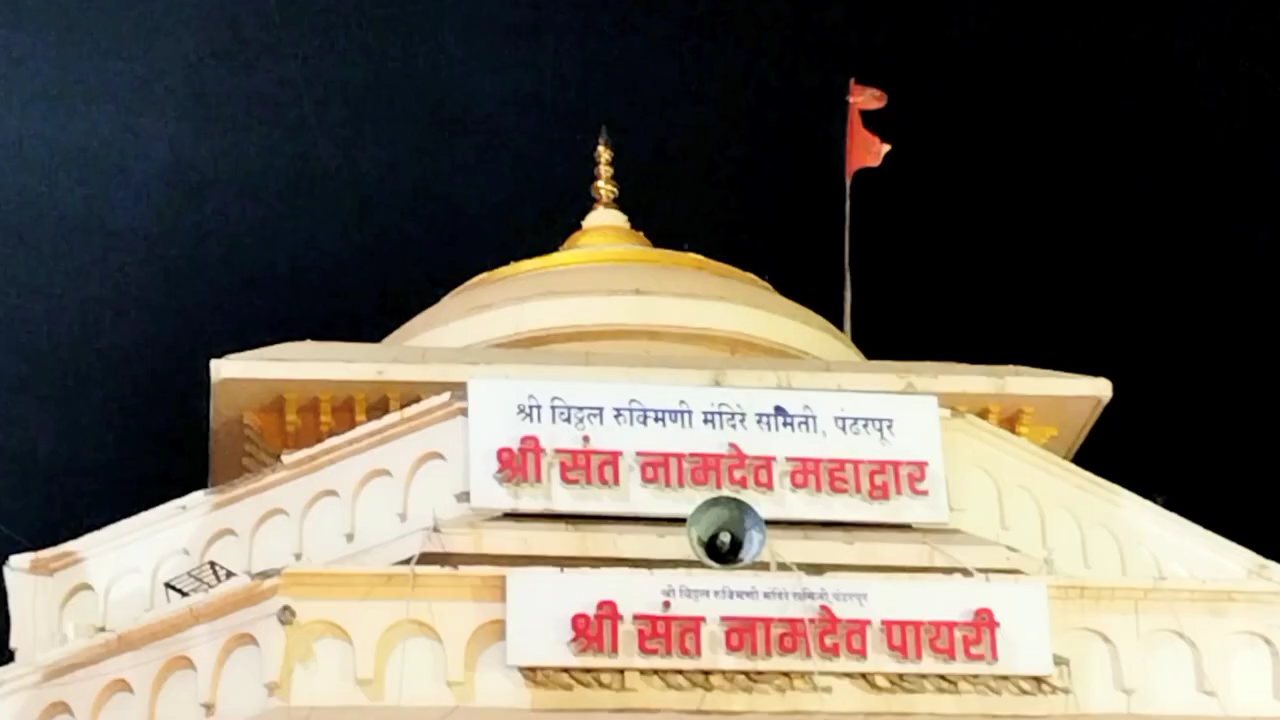 श्री विठ्ठल रुक्मिणी मंदिरे समिती, पंढरपूर
श्री संत नामदेव महाद्वार
श्री विठ्ठल रुक्मिणी मंदिरे समिती,पंढरपूर
श्री संत नामदेव पायरी